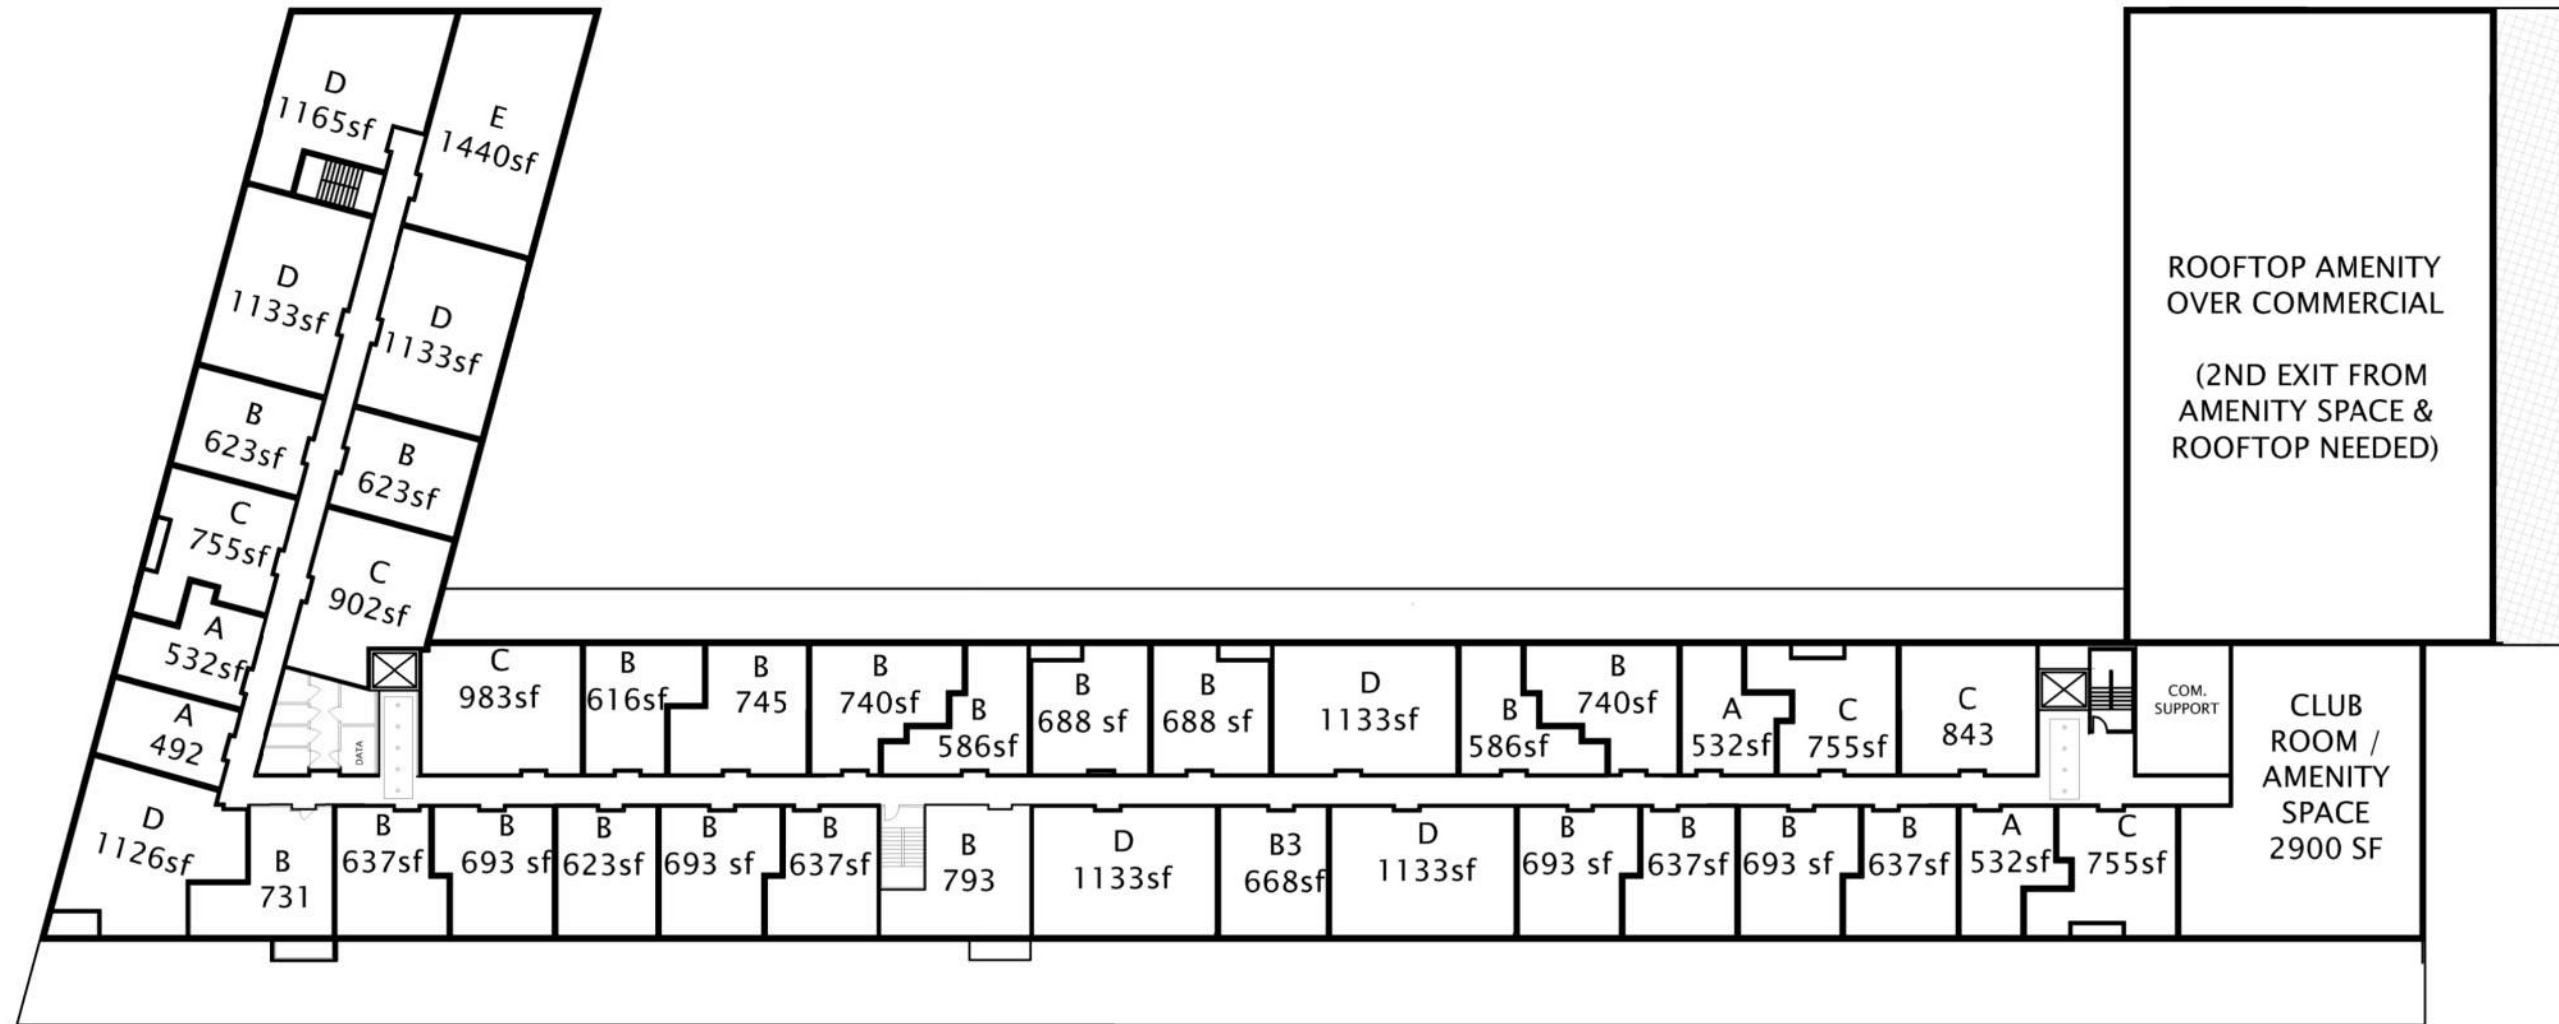 D
1165sf
E
1440sf
D
1133sf
D
1133sf
B
623sf
B
623sf
C
755sf
C
902sf
A
532sf
A
492
D
1126sf
DATA
C
983sf
B
616sf
B
745
B
740sf
B
586sf
B
688 sf
B
688 sf
D
1133sf
B
586sf
B
740sf
A
532sf
C
755sf
C
843
COM.
SUPPORT
B
731
B
637sf
B
693 sf
B
623sf
B
693 sf
B
637sf
B
793
D
1133sf
B3
668sf
D
1133sf
B
693 sf
B
637sf
B
693 sf
B
637sf
A
532sf
C
755sf
CLUB
ROOM /
AMENITY
SPACE
2900 SF
ROOFTOP AMENITY
OVER COMMERCIAL
(2ND EXIT FROM
AMENITY SPACE &
ROOFTOP NEEDED)